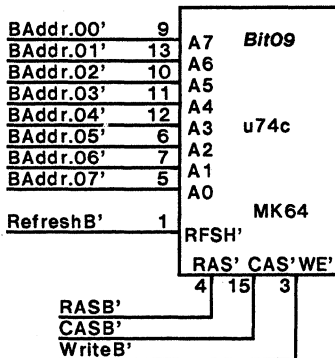 BAddr.00' 9 A7 Bit09
BAddr.01' 13 A6
BAddr.02' 10 A5
BAddr.03' 11 A4
BAddr.04' 12 A3 u74c
BAddr.05' 6 A2
BAddr.06' 7 A1
BAddr.07' 5 A0
MK64
RefreshB' 1 RFSH'
RAS' CAS' WE'
4 15 3
RASB'
CASB'
WriteB'